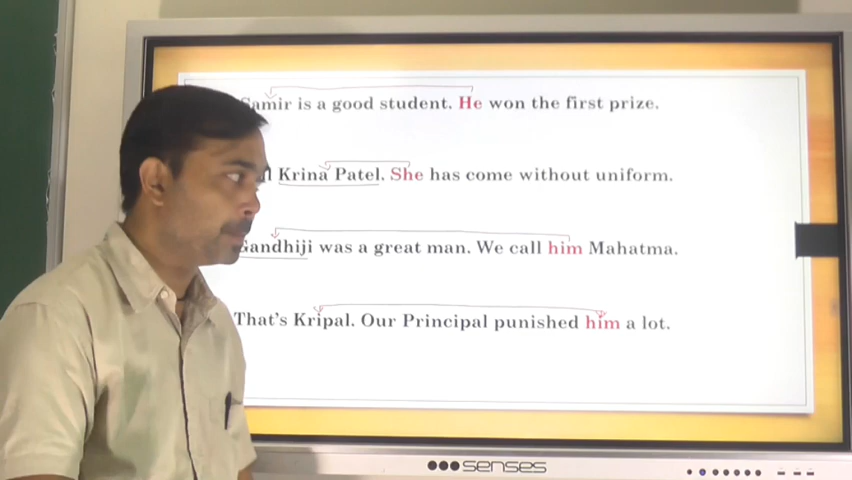 Samir is a good student. He won the first prize.
Krina Patel. She has come without uniform.
Gandhiji was a great man. We call him Mahatma.
That's Kripal. Our Principal punished him a lot.
senses